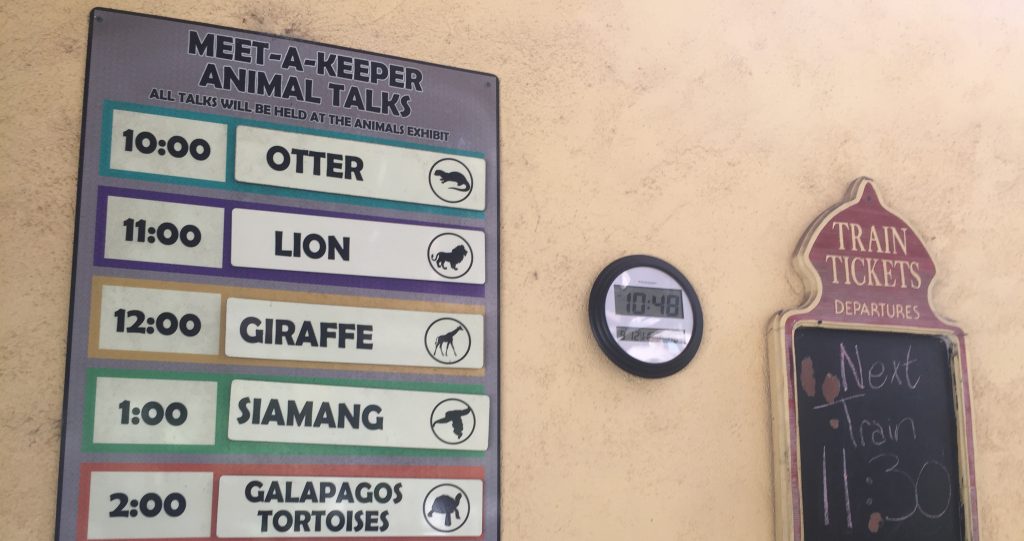 MEET-A-KEEPER
ANIMAL TALKS
ALL TALKS WILL BE HELD AT THE ANIMALS EXHIBIT
10:00 OTTER
11:00 LION
12:00 GIRAFFE
1:00 SIAMANG
2:00 GALAPAGOS
TORTOISES
10:48
TRAIN
TICKETS
DEPARTURES
Next
Train
11:30